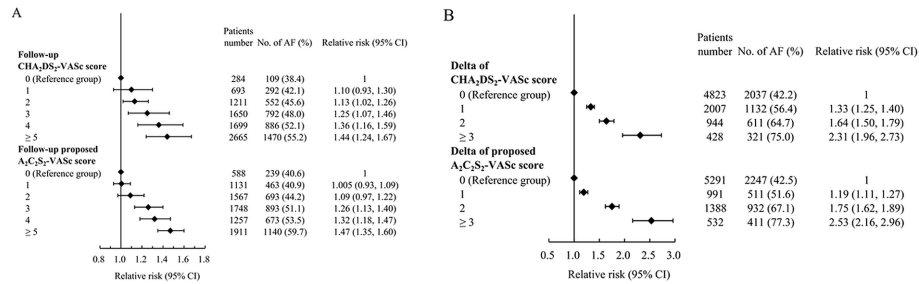 A
Patients
number No. of AF (%) Relative risk (95% CI)
Follow-up
CHA₂DS₂-VASc score
0 (Reference group) 284 109 (38.4) 1
1 693 292 (42.1) 1.10 (0.93, 1.30)
2 1211 552 (45.6) 1.13 (1.02, 1.26)
3 1650 792 (48.0) 1.25 (1.07, 1.46)
4 1699 886 (52.1) 1.36 (1.16, 1.59)
≥ 5 2665 1470 (55.2) 1.44 (1.24, 1.67)
Follow-up proposed
A₂C₂S₂-VASc score
0 (Reference group) 588 239 (40.6) 1
1 1131 463 (40.9) 1.005 (0.93, 1.09)
2 1567 693 (44.2) 1.09 (0.97, 1.22)
3 1748 893 (51.1) 1.26 (1.13, 1.40)
4 1257 673 (53.5) 1.32 (1.18, 1.47)
≥ 5 1911 1140 (59.7) 1.47 (1.35, 1.60)
0.8 1.0 1.2 1.4 1.6 1.8
Relative risk (95% CI)
B
Patients
number No. of AF (%) Relative risk (95% CI)
Delta of
CHA₂DS₂-VASc score
0 (Reference group) 4823 2037 (42.2) 1
1 2007 1132 (56.4) 1.33 (1.25, 1.40)
2 944 611 (64.7) 1.64 (1.50, 1.79)
≥ 3 428 321 (75.0) 2.31 (1.96, 2.73)
Delta of proposed
A₂C₂S₂-VASc score
0 (Reference group) 5291 2247 (42.5) 1
1 991 511 (51.6) 1.19 (1.11, 1.27)
2 1388 932 (67.1) 1.75 (1.62, 1.89)
≥ 3 532 411 (77.3) 2.53 (2.16, 2.96)
0.5 1.0 1.5 2.0 2.5 3.0
Relative risk (95% CI)